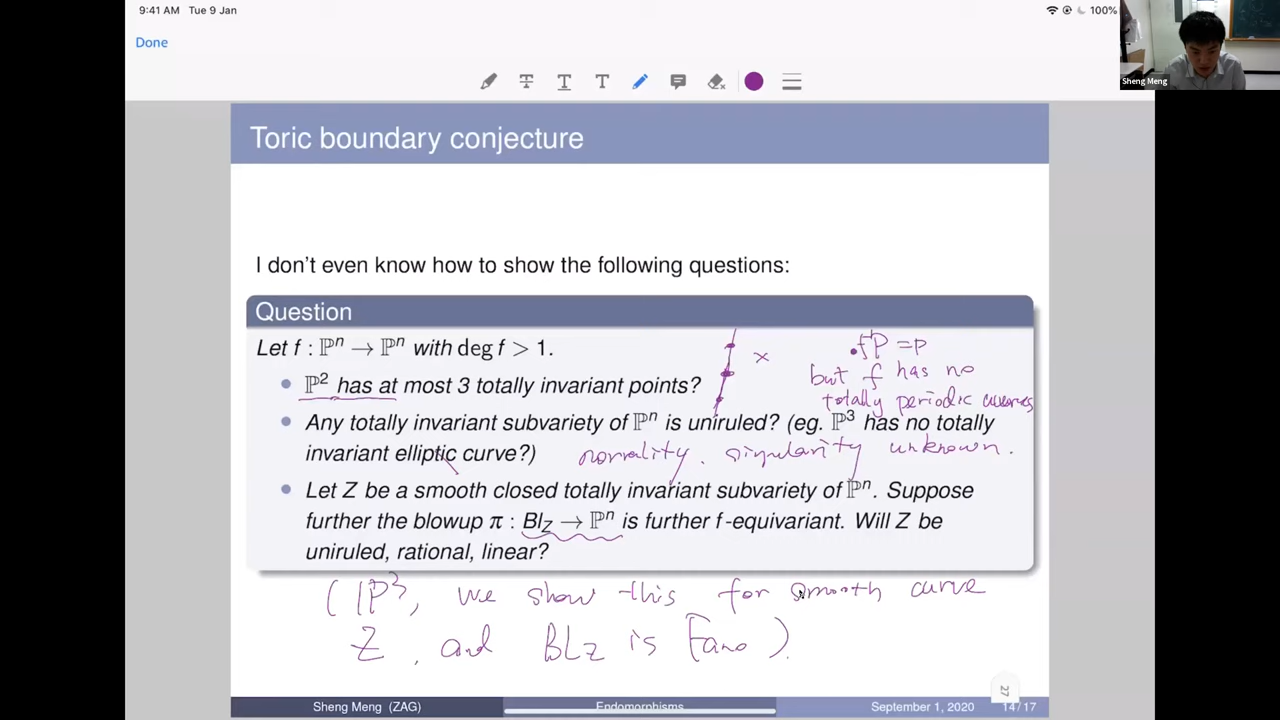 9:41 AM Tue 9 Jan
100%
Done
Sheng Meng
Toric boundary conjecture
I don't even know how to show the following questions:
Question
Let f : ℙⁿ → ℙⁿ with deg f > 1.
f⁻¹P = P
but f has no
totally periodic curves
ℙ² has at most 3 totally invariant points?
×
Any totally invariant subvariety of ℙⁿ is uniruled? (eg. ℙ³ has no totally
invariant elliptic curve?)
normality, singularity unknown.
Let Z be a smooth closed totally invariant subvariety of ℙⁿ. Suppose
further the blowup π : Bl_Z → ℙⁿ is further f-equivariant. Will Z be
uniruled, rational, linear?
(ℙ³, we show this for smooth curve
Z, and BL_Z is Fano).
27
Sheng Meng (ZAG)
Endomorphisms
September 1, 2020
14 / 17